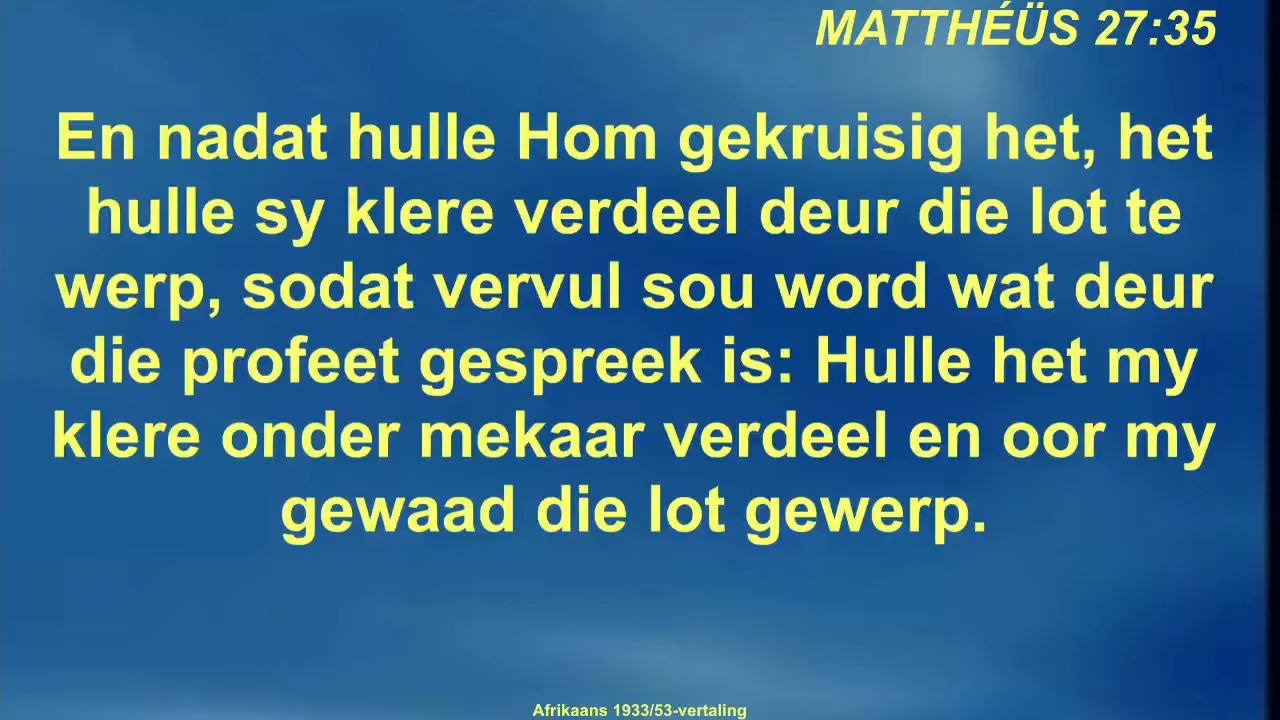 MATTHÉÜS 27:35
En nadat hulle Hom gekruisig het, het
hulle sy klere verdeel deur die lot te
werp, sodat vervul sou word wat deur
die profeet gespreek is: Hulle het my
klere onder mekaar verdeel en oor my
gewaad die lot gewerp.
Afrikaans 1933/53-vertaling